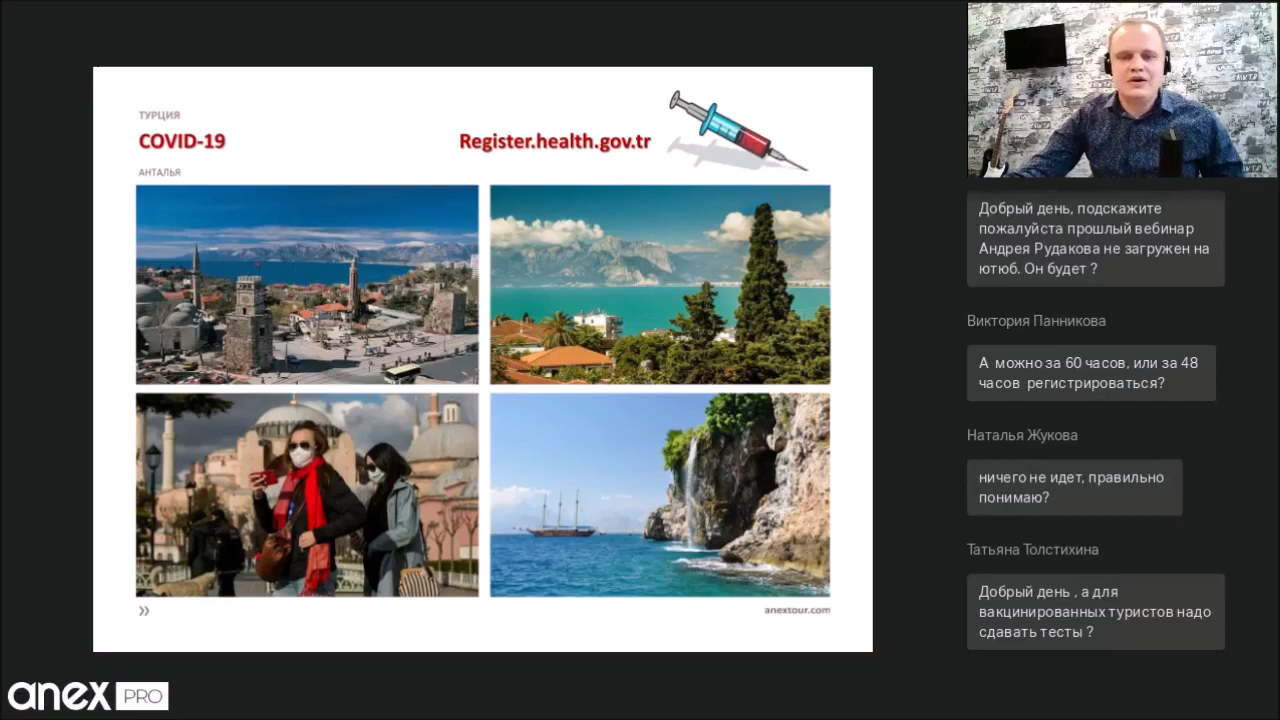 ТУРЦИЯ
COVID-19
Register.health.gov.tr
АНТАЛЬЯ
anextour.com
anex PRO
Добрый день, подскажите
пожалуйста прошлый вебинар
Андрея Рудакова не загружен на
ютюб. Он будет ?
Виктория Панникова
А можно за 60 часов, или за 48
часов регистрироваться?
Наталья Жукова
ничего не идет, правильно
понимаю?
Татьяна Толстихина
Добрый день , а для
вакцинированных туристов надо
сдавать тесты ?